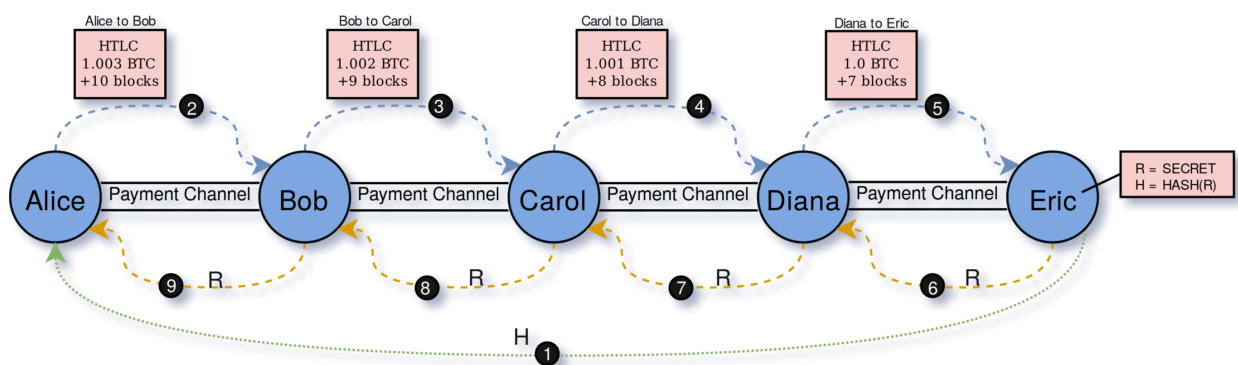 Alice to Bob
HTLC
1.003 BTC
+10 blocks
Bob to Carol
HTLC
1.002 BTC
+9 blocks
Carol to Diana
HTLC
1.001 BTC
+8 blocks
Diana to Eric
HTLC
1.0 BTC
+7 blocks
2
3
4
5
Alice
Payment Channel
Bob
Payment Channel
Carol
Payment Channel
Diana
Payment Channel
Eric
R = SECRET
H = HASH(R)
9
R
8
R
7
R
6
R
H
1